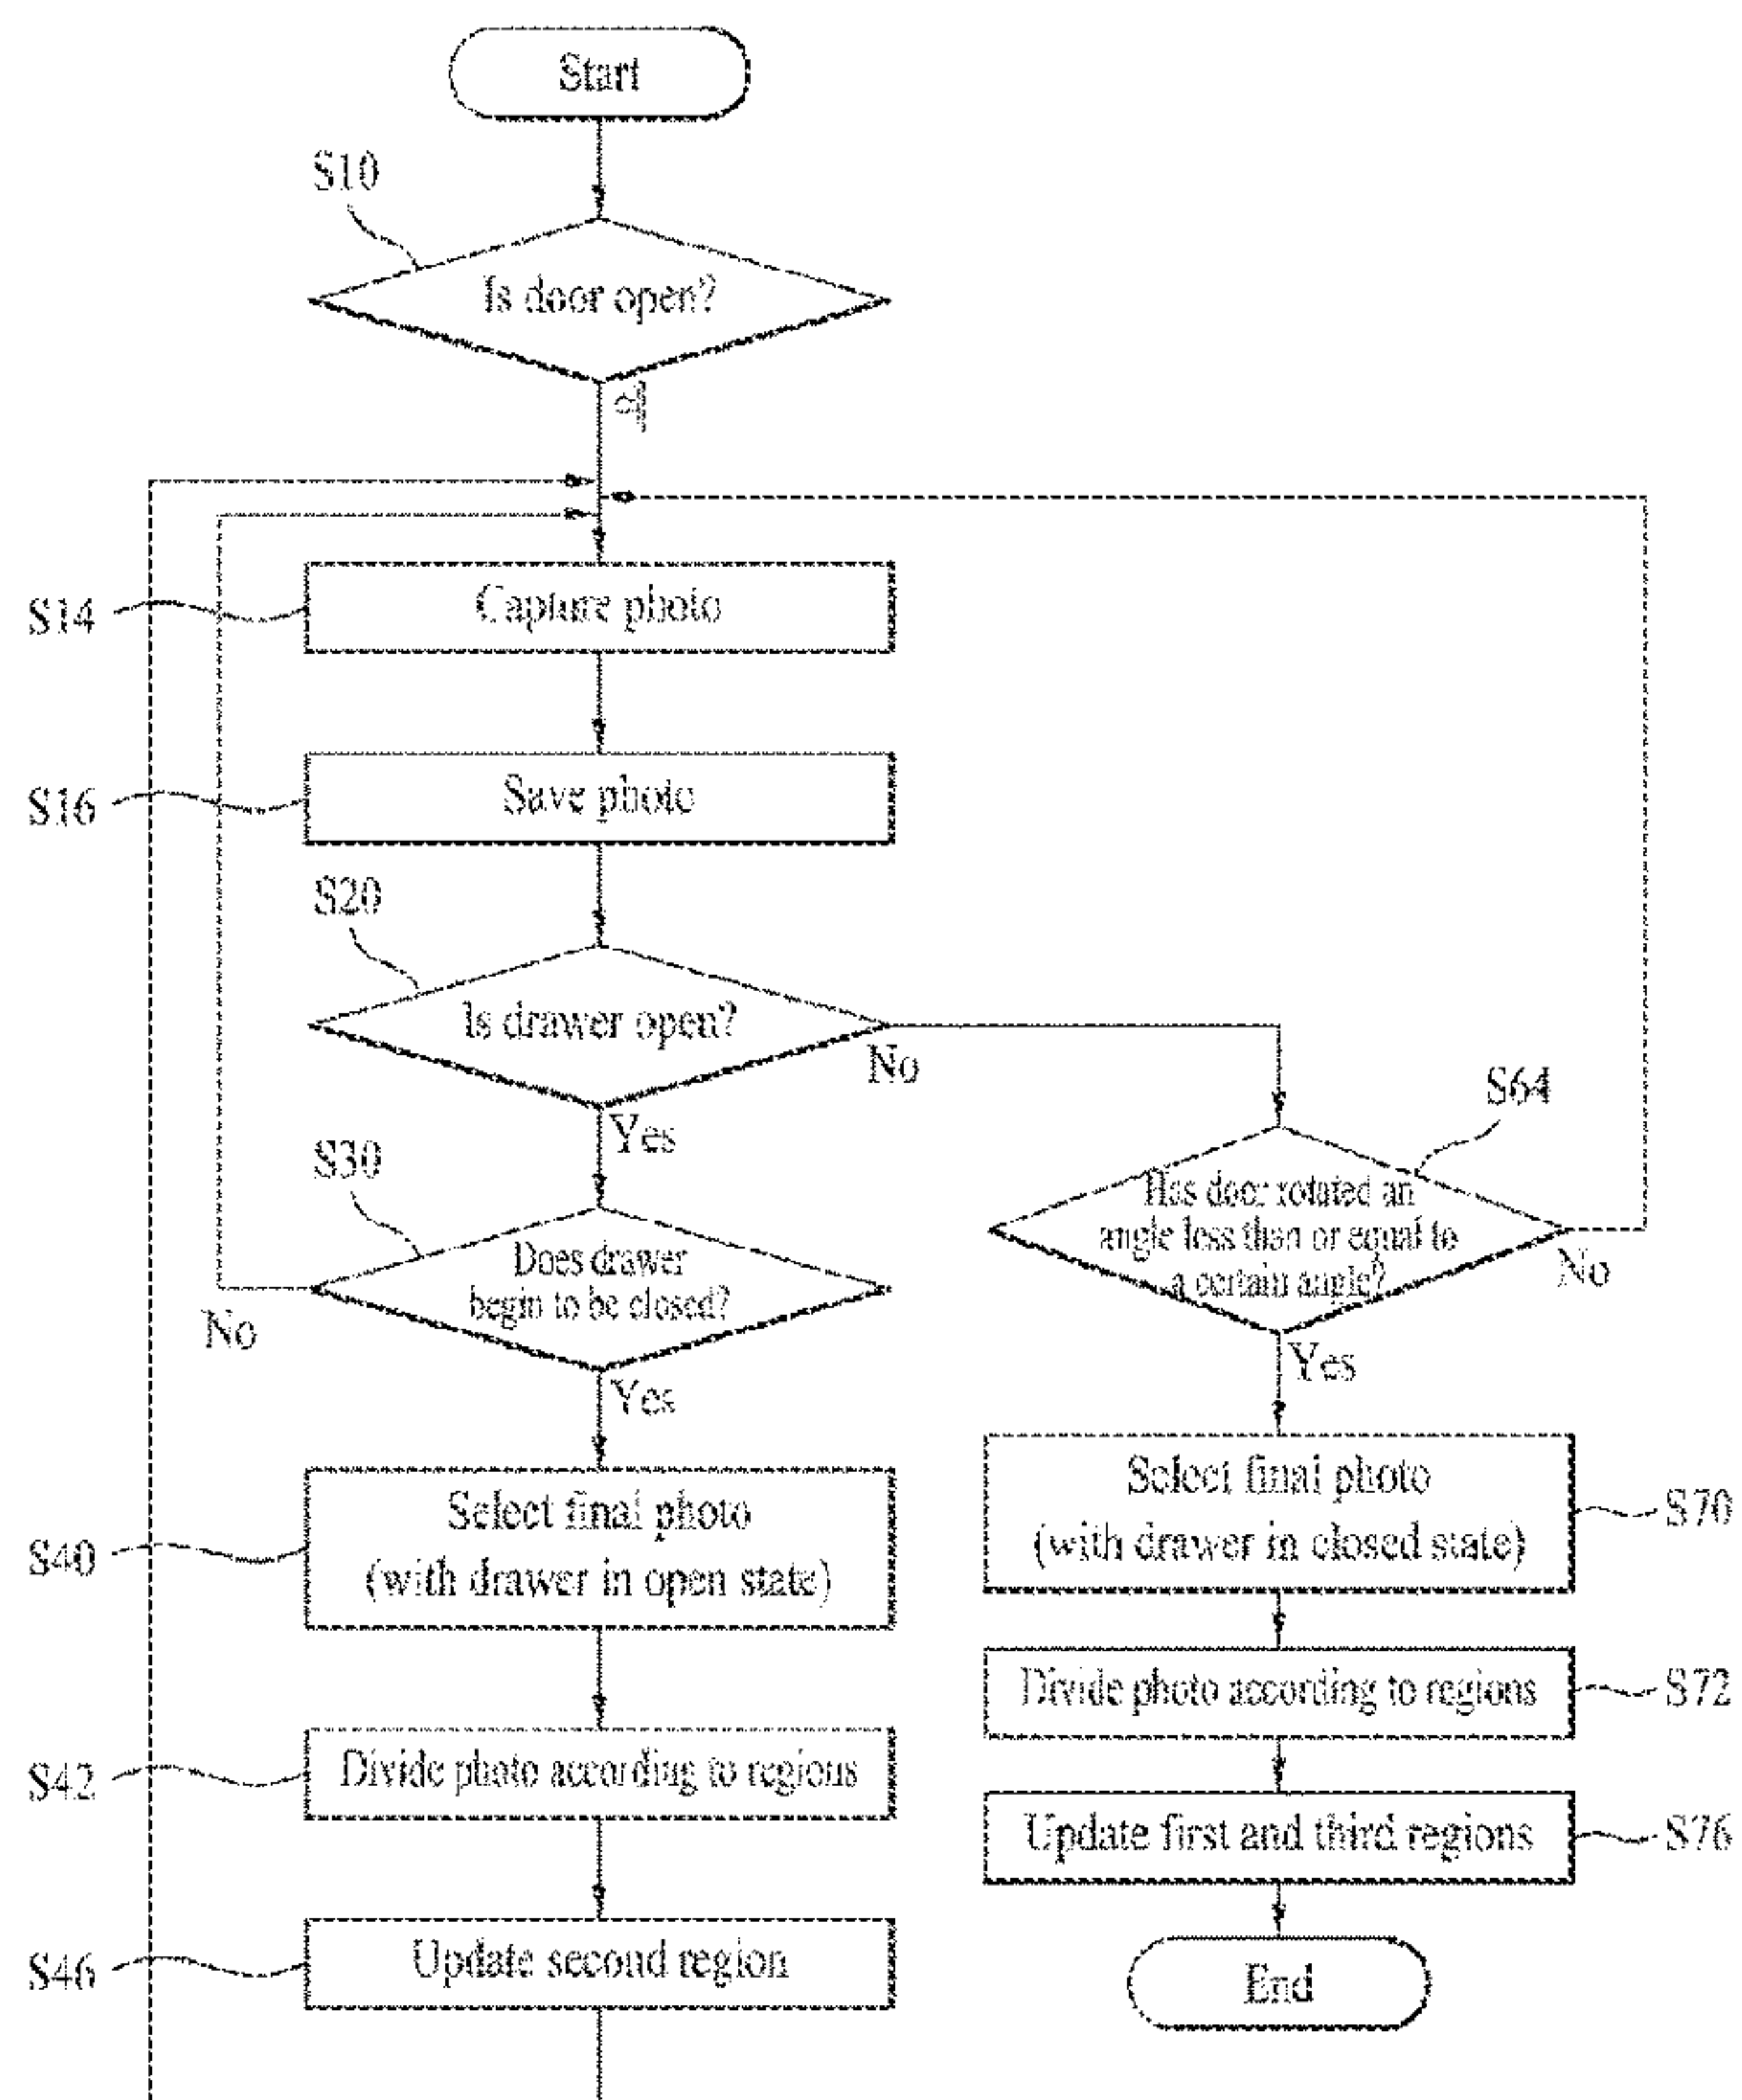 Start
S10
Is door open?
예
S14
Capture photo
S16
Save photo
S20
Is drawer open?
No
Yes
S64
Has door rotated an
angle less than or equal to
a certain angle?
No
Yes
S30
Does drawer
begin to be closed?
No
Yes
S40
Select final photo
(with drawer in open state)
S70
Select final photo
(with drawer in closed state)
S42
Divide photo according to regions
S72
Divide photo according to regions
S76
Update first and third regions
S46
Update second region
End